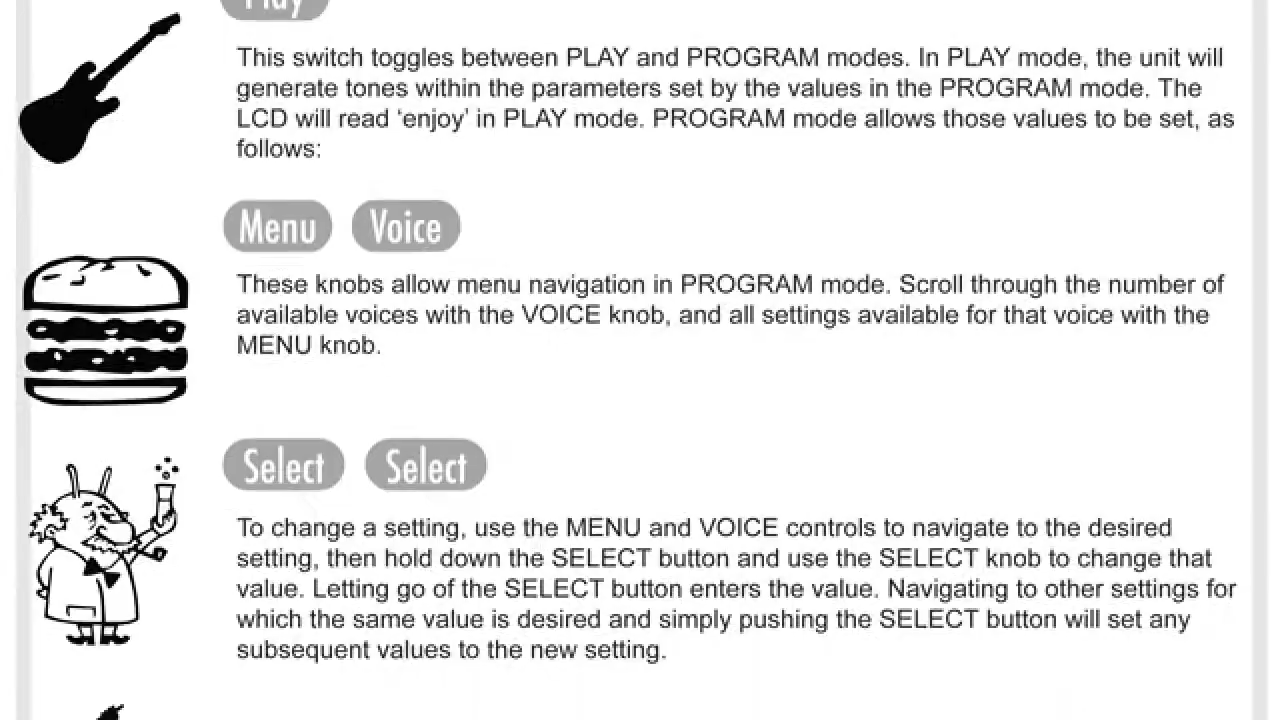 Play
This switch toggles between PLAY and PROGRAM modes. In PLAY mode, the unit will
generate tones within the parameters set by the values in the PROGRAM mode. The
LCD will read ‘enjoy’ in PLAY mode. PROGRAM mode allows those values to be set, as
follows:
Menu Voice
These knobs allow menu navigation in PROGRAM mode. Scroll through the number of
available voices with the VOICE knob, and all settings available for that voice with the
MENU knob.
Select Select
To change a setting, use the MENU and VOICE controls to navigate to the desired
setting, then hold down the SELECT button and use the SELECT knob to change that
value. Letting go of the SELECT button enters the value. Navigating to other settings for
which the same value is desired and simply pushing the SELECT button will set any
subsequent values to the new setting.